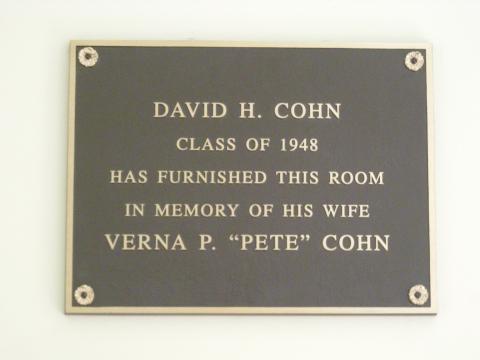 DAVID H. COHN
CLASS OF 1948
HAS FURNISHED THIS ROOM
IN MEMORY OF HIS WIFE
VERNA P. “PETE” COHN